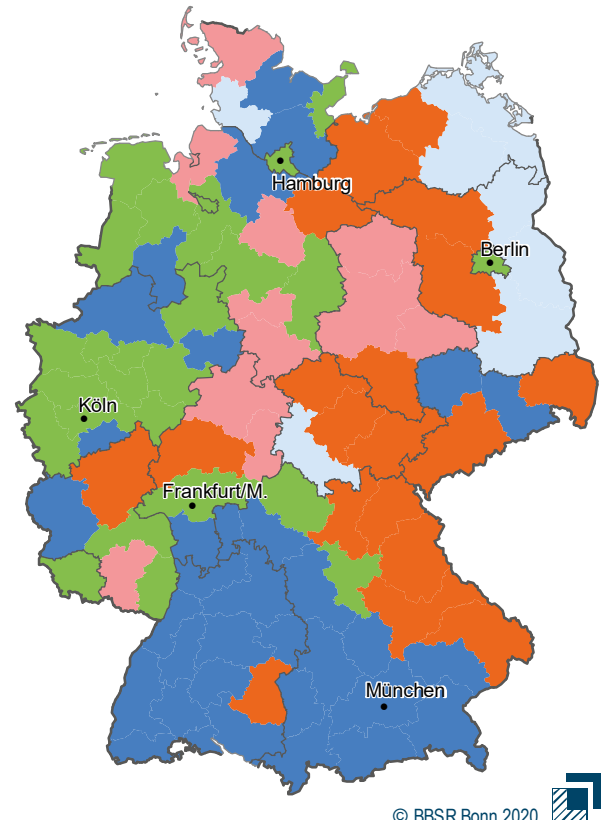 Hamburg
Berlin
Köln
Frankfurt/M.
München
© BBSR Bonn 2020